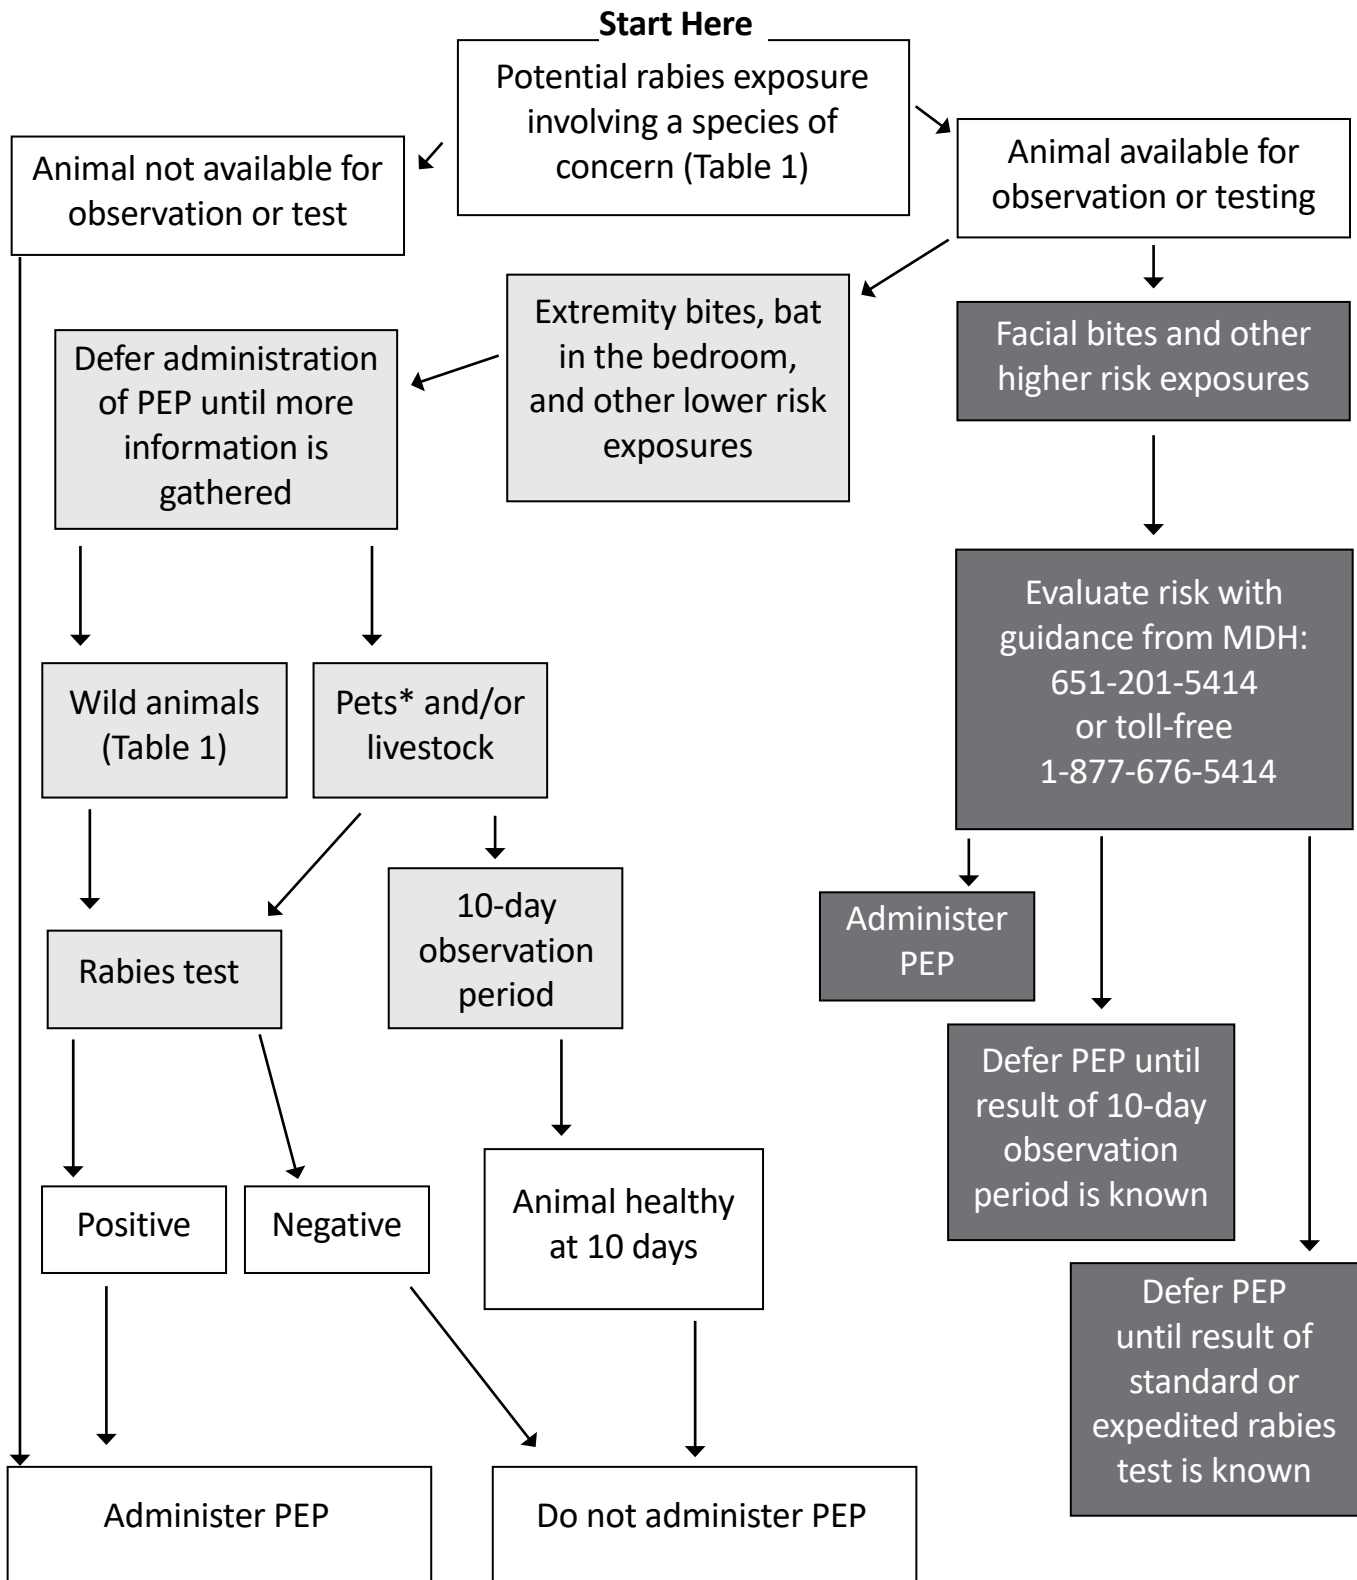 Start Here
Potential rabies exposure
involving a species of
concern (Table 1)
Animal not available for
observation or test
Animal available for
observation or testing
Extremity bites, bat
in the bedroom,
and other lower risk
exposures
Facial bites and other
higher risk exposures
Defer administration
of PEP until more
information is
gathered
Evaluate risk with
guidance from MDH:
651-201-5414
or toll-free
1-877-676-5414
Wild animals
(Table 1)
Pets* and/or
livestock
10-day
observation
period
Administer
PEP
Rabies test
Defer PEP until
result of 10-day
observation
period is known
Positive
Negative
Animal healthy
at 10 days
Defer PEP
until result of
standard or
expedited rabies
test is known
Administer PEP
Do not administer PEP